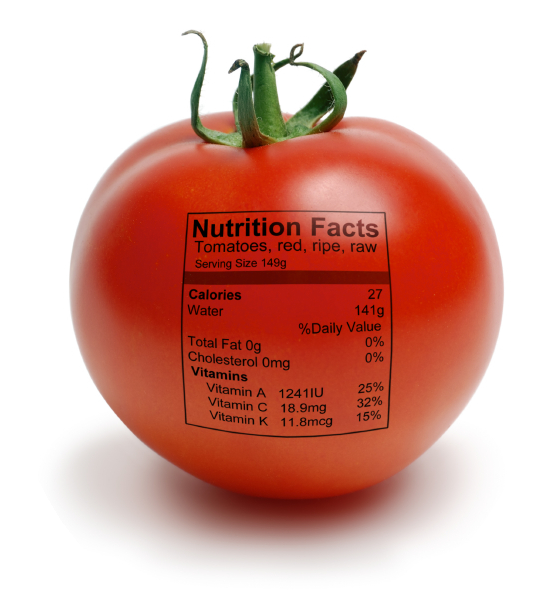 Nutrition Facts
Tomatoes, red, ripe, raw
Serving Size 149g
Calories 27
Water 141g
%Daily Value
Total Fat 0g 0%
Cholesterol 0mg 0%
Vitamins
Vitamin A 1241IU 25%
Vitamin C 18.9mg 32%
Vitamin K 11.8mcg 15%